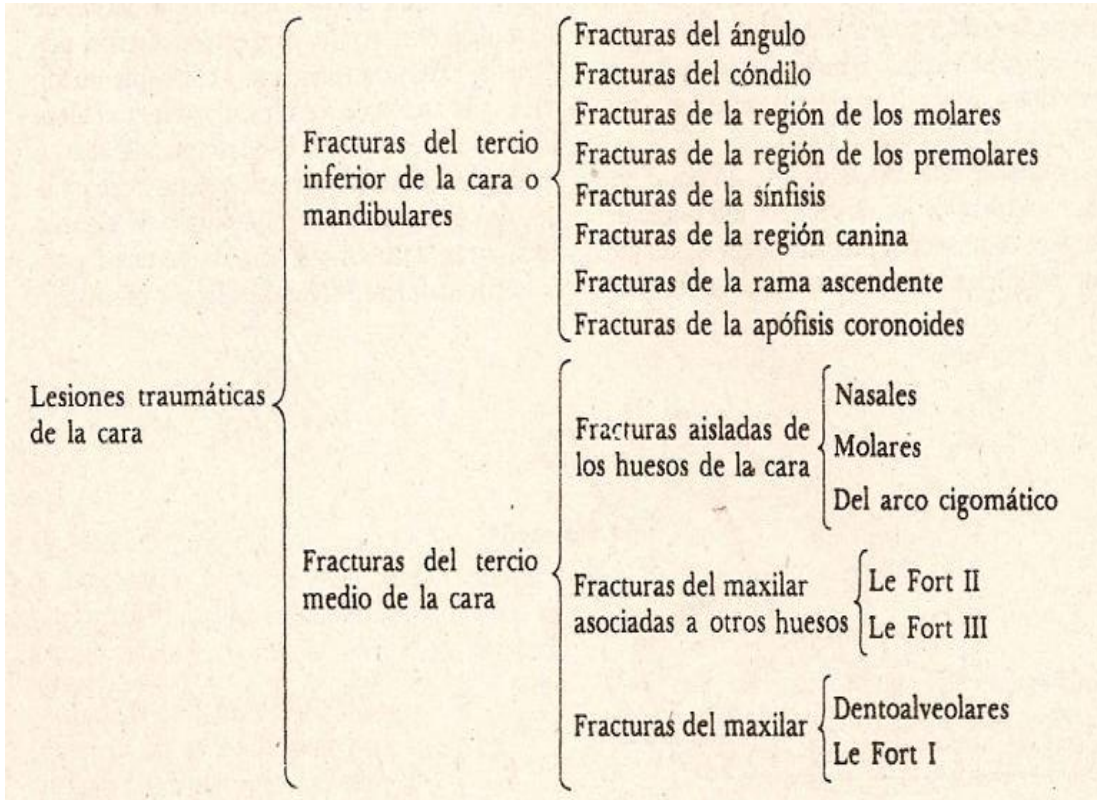 Lesiones traumáticas
de la cara
Fracturas del tercio
inferior de la cara o
mandibulares
Fracturas del ángulo
Fracturas del cóndilo
Fracturas de la región de los molares
Fracturas de la región de los premolares
Fracturas de la sínfisis
Fracturas de la región canina
Fracturas de la rama ascendente
Fracturas de la apófisis coronoides
Fracturas del tercio
medio de la cara
Fracturas aisladas de
los huesos de la cara
Nasales
Molares
Del arco cigomático
Fracturas del maxilar
asociadas a otros huesos
Le Fort II
Le Fort III
Fracturas del maxilar
Dentoalveolares
Le Fort I